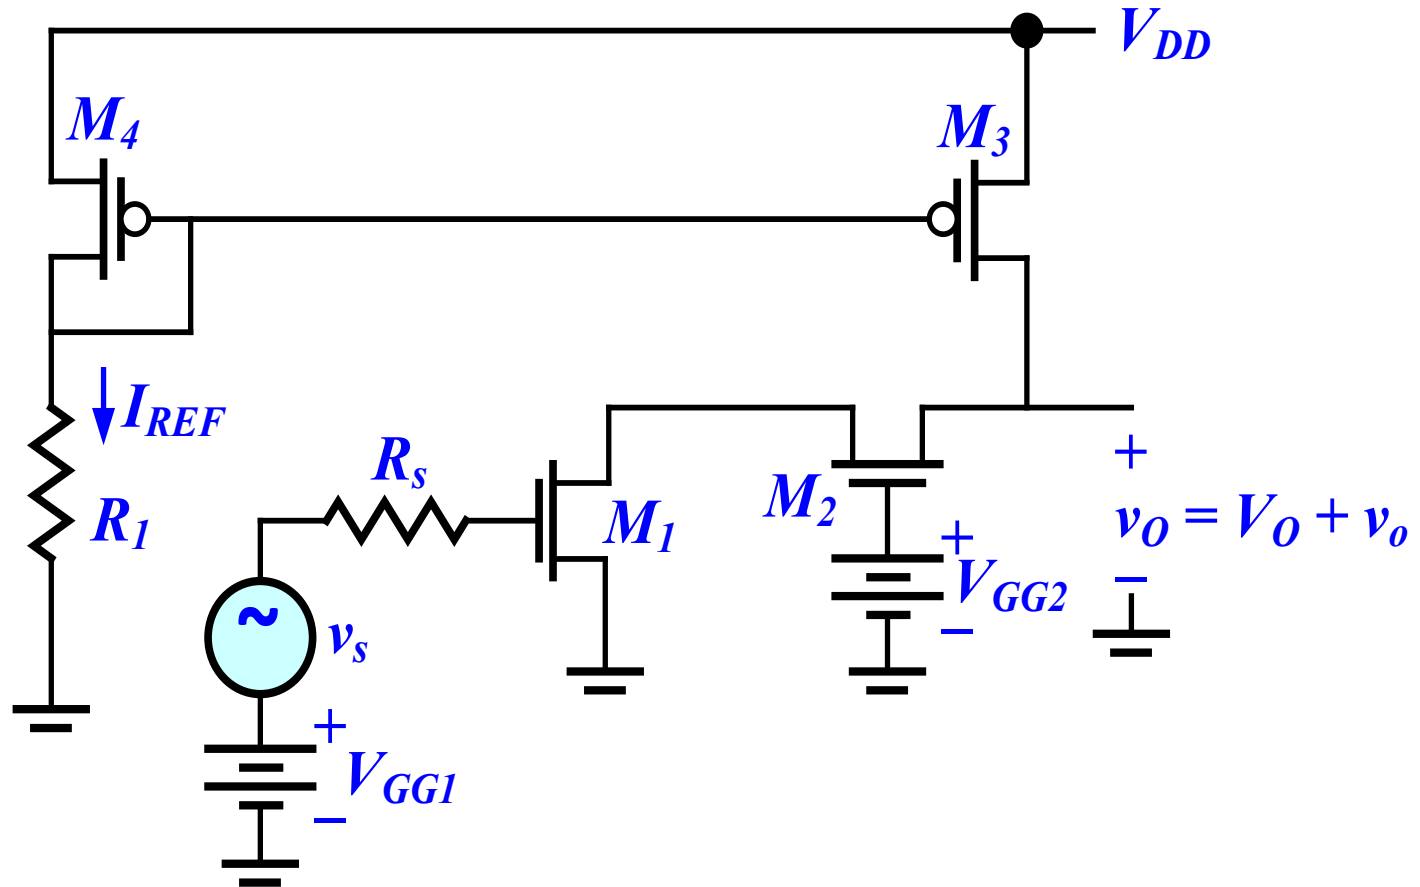 V_DD
M_4
M_3
I_REF
R_s
R_1
M_1
M_2
+
v_O = V_O + v_o
−
+
V_GG2
−
~
v_s
+
V_GG1
−